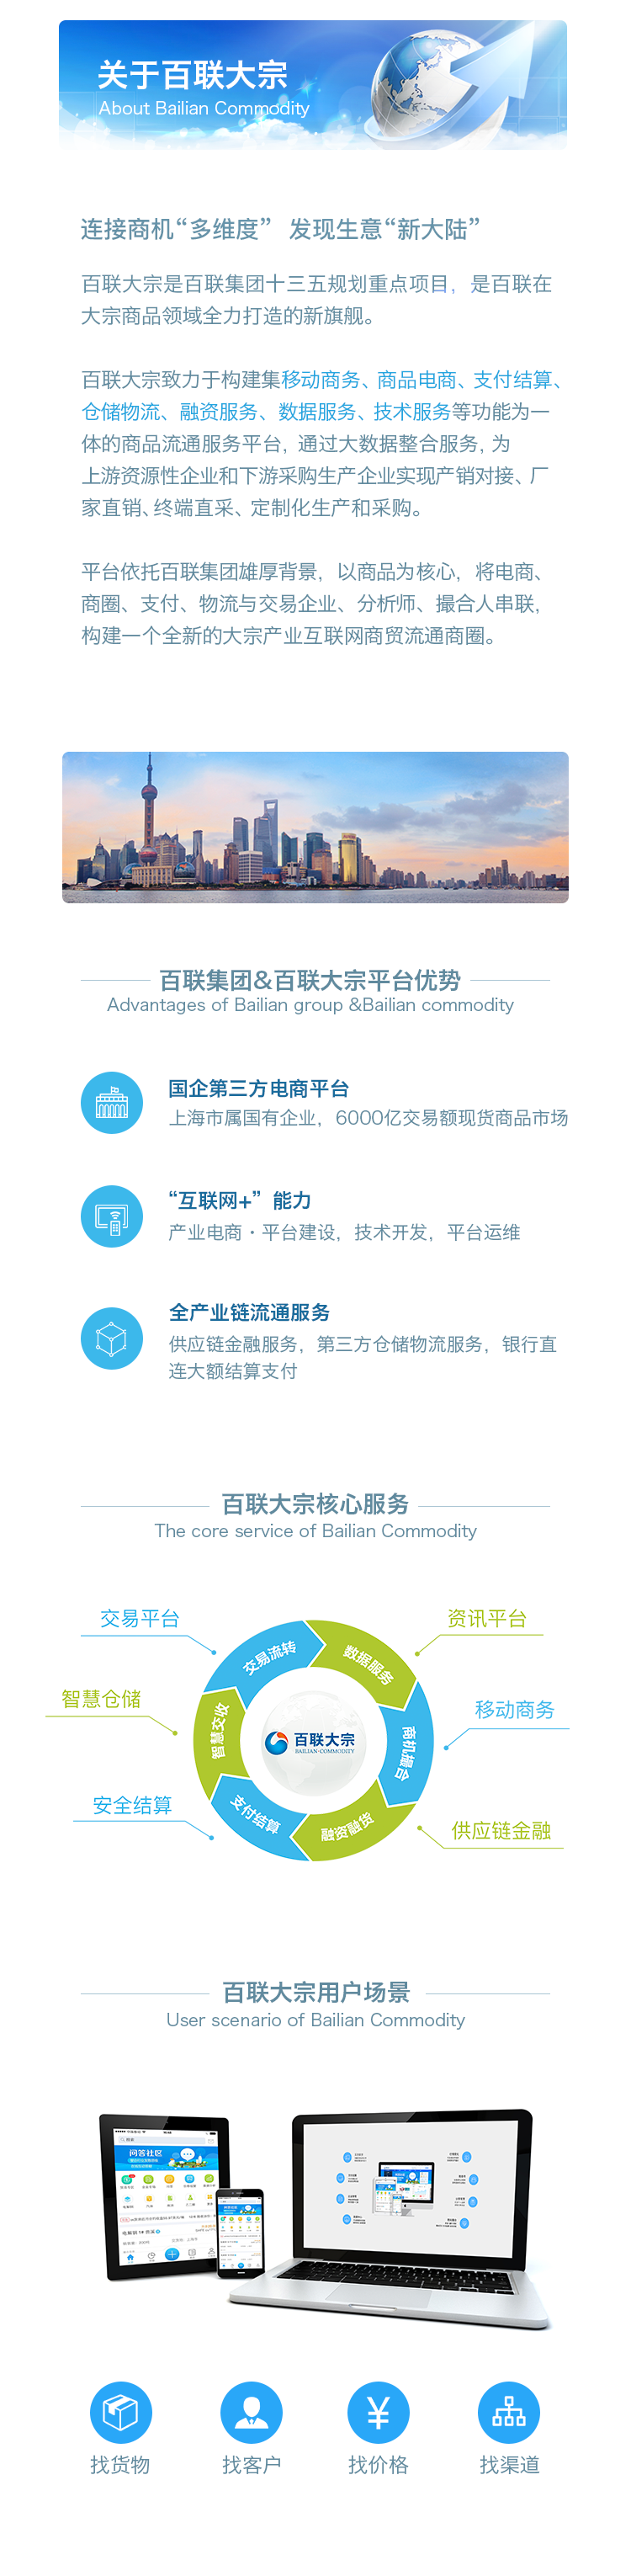 关于百联大宗
About Bailian Commodity
连接商机“多维度” 发现生意“新大陆”
百联大宗是百联集团十三五规划重点项目，是百联在
大宗商品领域全力打造的新旗舰。
百联大宗致力于构建集移动商务、商品电商、支付结算、
仓储物流、融资服务、数据服务、技术服务等功能为一
体的商品流通服务平台，通过大数据整合服务，为
上游资源性企业和下游采购生产企业实现产销对接、厂
家直销、终端直采、定制化生产和采购。
平台依托百联集团雄厚背景，以商品为核心，将电商、
商圈、支付、物流与交易企业、分析师、撮合人串联，
构建一个全新的大宗产业互联网商贸流通商圈。
百联集团&百联大宗平台优势
Advantages of Bailian group &Bailian commodity
国企第三方电商平台
上海市属国有企业，6000亿交易额现货商品市场
“互联网+”能力
产业电商·平台建设，技术开发，平台运维
全产业链流通服务
供应链金融服务，第三方仓储物流服务，银行直
连大额结算支付
百联大宗核心服务
The core service of Bailian Commodity
交易平台
资讯平台
交易流转
数据服务
智慧仓储
移动商务
智慧交收
百联大宗
BAILIAN·COMMODITY
商机撮合
安全结算
支付结算
融资融货
供应链金融
百联大宗用户场景
User scenario of Bailian Commodity
问答社区
找货物
找客户
找价格
找渠道